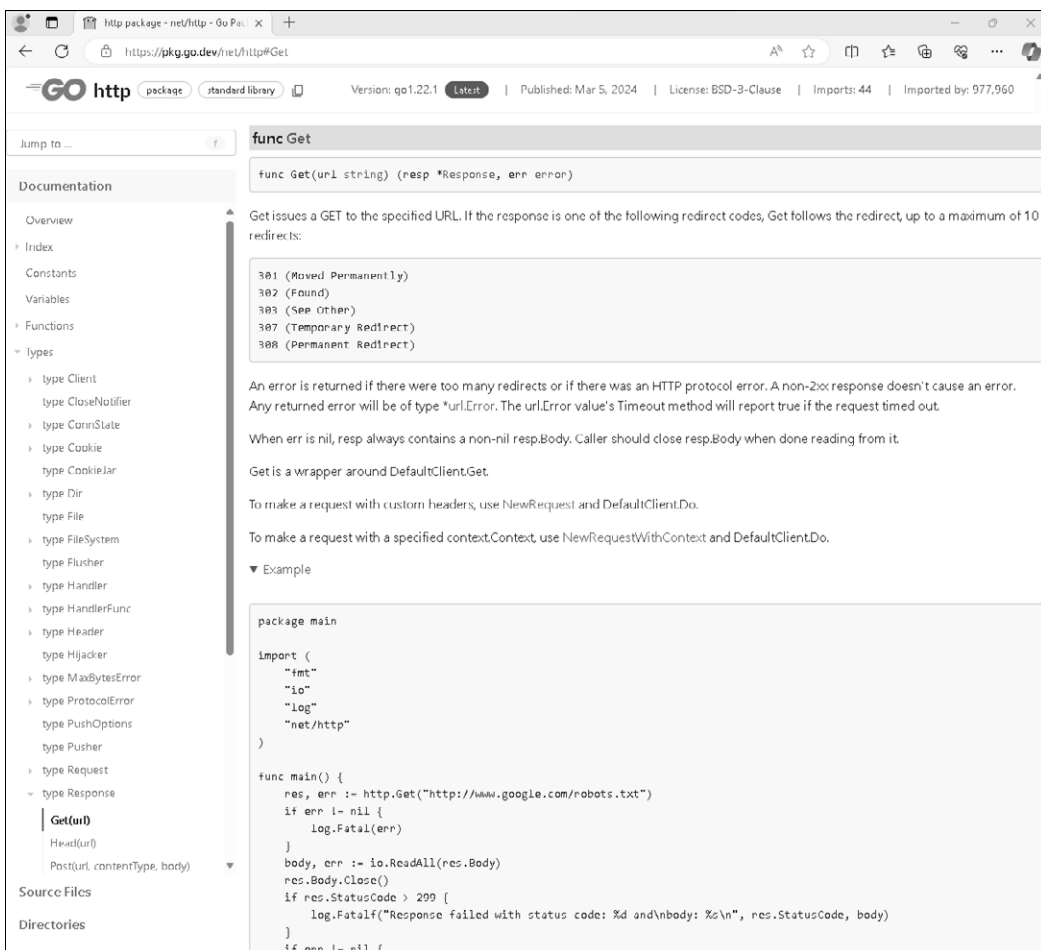 http package - net/http - Go Pac
https://pkg.go.dev/net/http#Get
GO http package standard library Version: go1.22.1 Latest | Published: Mar 5, 2024 | License: BSD-3-Clause | Imports: 44 | Imported by: 977,960
Jump to ... f
Documentation
Overview
Index
Constants
Variables
Functions
Types
type Client
type CloseNotifier
type ConnState
type Cookie
type CookieJar
type Dir
type File
type FileSystem
type Flusher
type Handler
type HandlerFunc
type Header
type Hijacker
type MaxBytesError
type ProtocolError
type PushOptions
type Pusher
type Request
type Response
Get(url)
Head(url)
Post(url, contentType, body)
Source Files
Directories
func Get
func Get(url string) (resp *Response, err error)
Get issues a GET to the specified URL. If the response is one of the following redirect codes, Get follows the redirect, up to a maximum of 10
redirects:
301 (Moved Permanently)
302 (Found)
303 (See Other)
307 (Temporary Redirect)
308 (Permanent Redirect)
An error is returned if there were too many redirects or if there was an HTTP protocol error. A non-2xx response doesn't cause an error.
Any returned error will be of type *url.Error. The url.Error value's Timeout method will report true if the request timed out.
When err is nil, resp always contains a non-nil resp.Body. Caller should close resp.Body when done reading from it.
Get is a wrapper around DefaultClient.Get.
To make a request with custom headers, use NewRequest and DefaultClient.Do.
To make a request with a specified context.Context, use NewRequestWithContext and DefaultClient.Do.
▼ Example
package main
import (
"fmt"
"io"
"log"
"net/http"
)
func main() {
res, err := http.Get("http://www.google.com/robots.txt")
if err != nil {
log.Fatal(err)
}
body, err := io.ReadAll(res.Body)
res.Body.Close()
if res.StatusCode > 299 {
log.Fatalf("Response failed with status code: %d and\nbody: %s\n", res.StatusCode, body)
}
if err != nil {